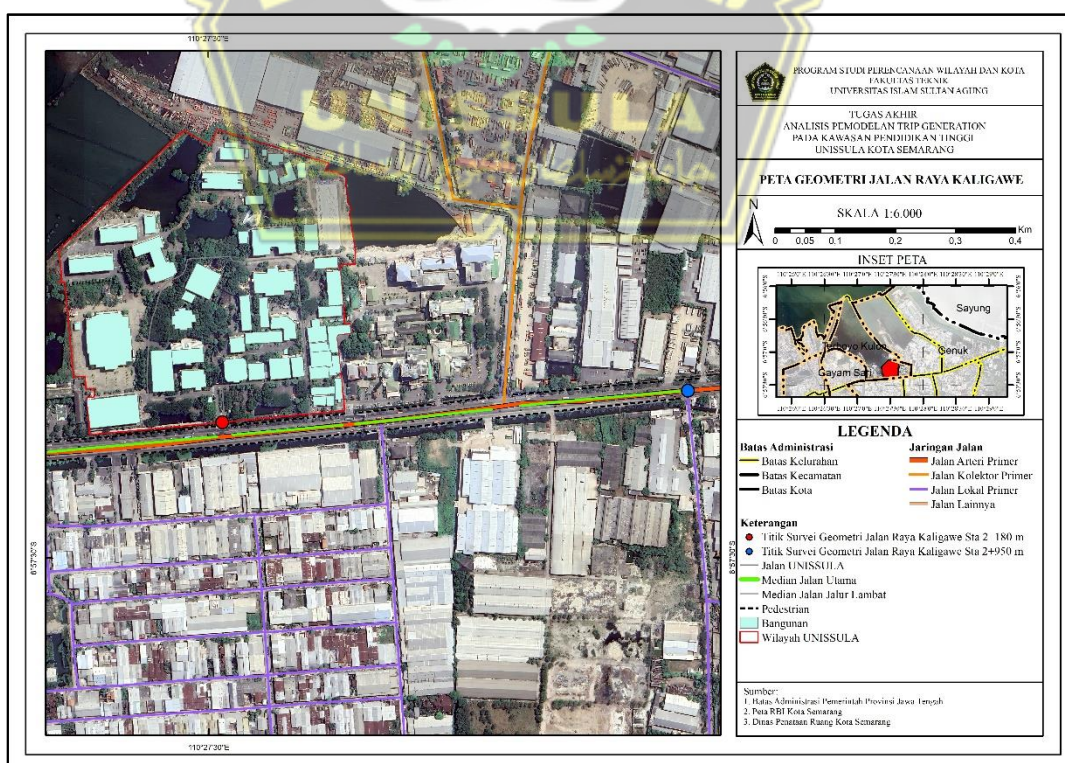 110°27'30"E
UNISSULA
PROGRAM STUDI PERENCANAAN WILAYAH DAN KOTA
FAKULTAS TEKNIK
UNIVERSITAS ISLAM SULTAN AGUNG
TUGAS AKHIR
ANALISIS PEMODELAN TRIP GENERATION
PADA KAWASAN PENDIDIKAN TINGGI
UNISSULA KOTA SEMARANG
PETA GEOMETRI JALAN RAYA KALIGAWE
N
SKALA 1:6.000
Km
0 0,05 0,1 0,2 0,3 0,4
INSET PETA
Sayung
Genuk
Kulon
Gayam Sari
LEGENDA
Batas Administrasi
Batas Kelurahan
Batas Kecamatan
Batas Kota
Jaringan Jalan
Jalan Arteri Primer
Jalan Kolektor Primer
Jalan Lokal Primer
Jalan Lainnya
Keterangan
Titik Survei Geometri Jalan Raya Kaligawe Sta 2 180 m
Titik Survei Geometri Jalan Raya Kaligawe Sta 2+950 m
Jalan UNISSULA
Median Jalan Utama
Median Jalan Jalur Lambat
Pedestrian
Bangunan
Wilayah UNISSULA
Sumber:
1. Batas Administrasi Pemerintah Provinsi Jawa Tengah
2. Peta RBI Kota Semarang
3. Dinas Penataan Ruang Kota Semarang
6°57'30"S
6°57'30"S
110°27'30"E